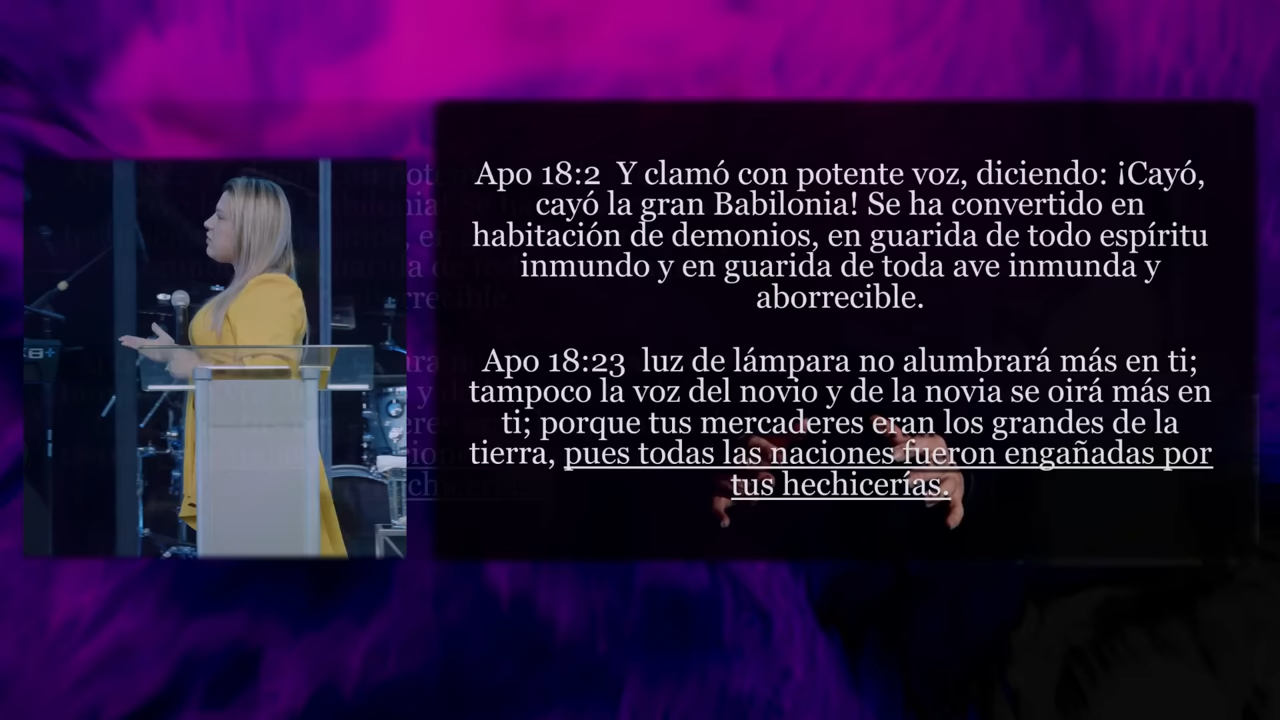 Apo 18:2  Y clamó con potente voz, diciendo: ¡Cayó,
cayó la gran Babilonia! Se ha convertido en
habitación de demonios, en guarida de todo espíritu
inmundo y en guarida de toda ave inmunda y
aborrecible.
Apo 18:23  luz de lámpara no alumbrará más en ti;
tampoco la voz del novio y de la novia se oirá más en
ti; porque tus mercaderes eran los grandes de la
tierra, pues todas las naciones fueron engañadas por
tus hechicerías.